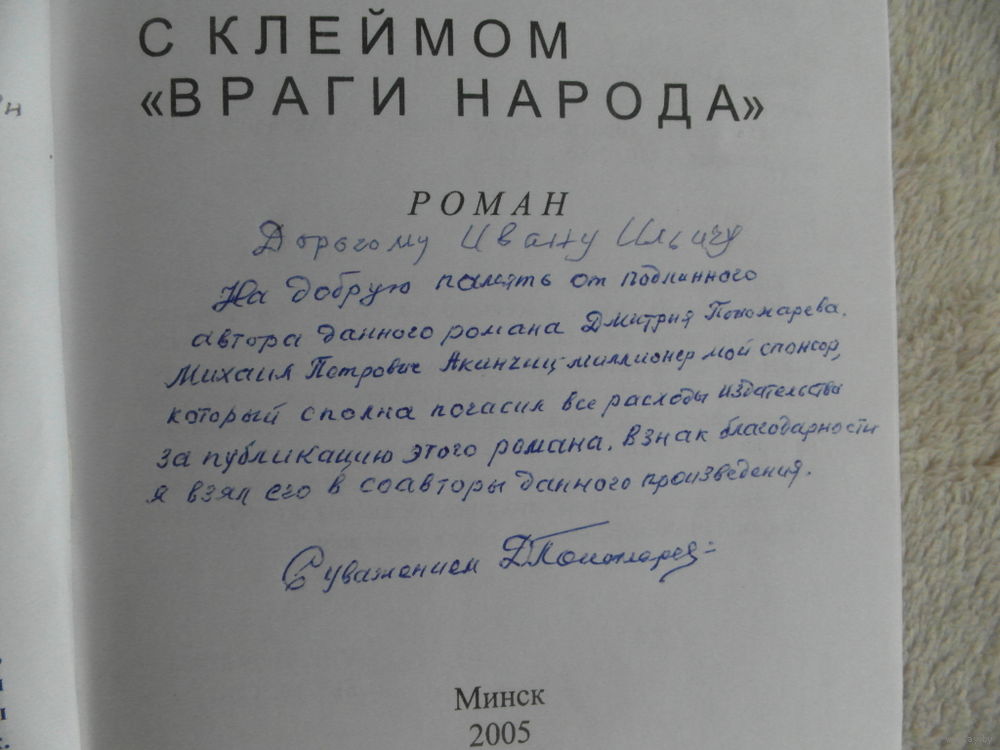 С КЛЕЙМОМ
«ВРАГИ НАРОДА»
РОМАН
Дорогому Ивану Ильичу
На добрую память от подлинного
автора данного романа Дмитрия Пономарева.
Михаил Петрович Акинчиц-миллионер мой спонсор,
который сполна погасил все расходы издательства
за публикацию этого романа. В знак благодарности
я взял его в соавторы данного произведения.
С уважением ДПономарев
Минск
2005